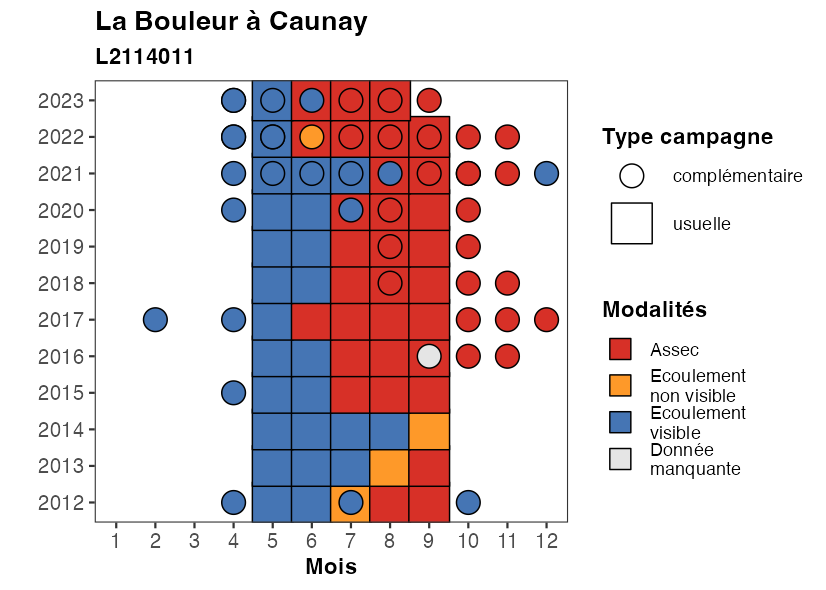 La Bouleur à Caunay
L2114011
2023
2022
2021
2020
2019
2018
2017
2016
2015
2014
2013
2012
1 2 3 4 5 6 7 8 9 10 11 12
Mois
Type campagne
complémentaire
usuelle
Modalités
Assec
Ecoulement
non visible
Ecoulement
visible
Donnée
manquante